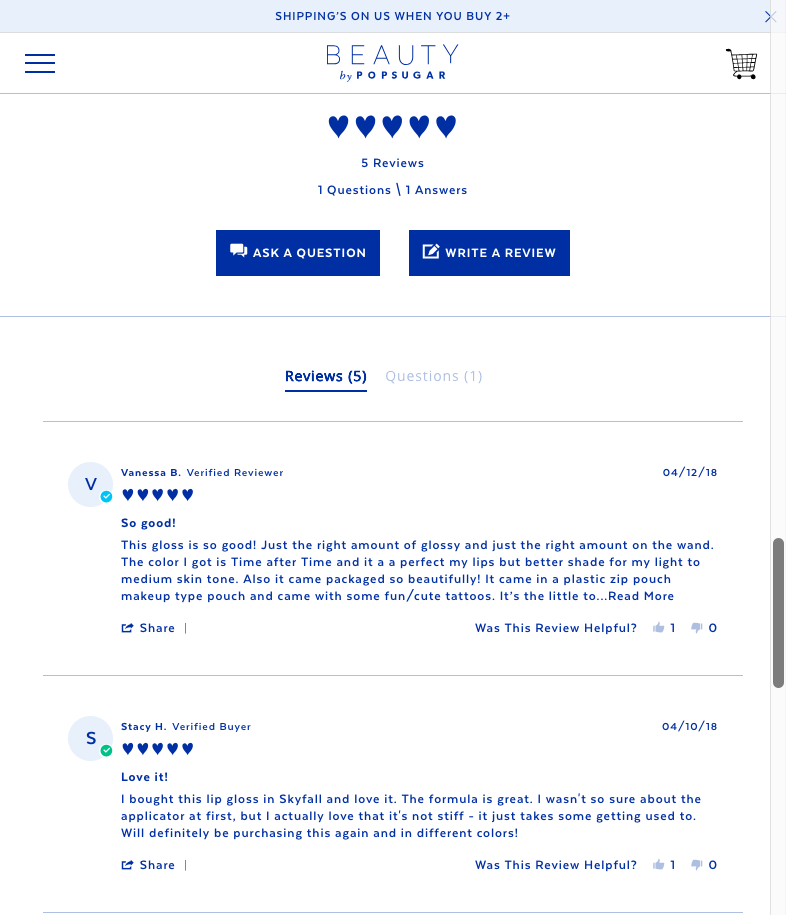 SHIPPING'S ON US WHEN YOU BUY 2+
BEAUTY
by POPSUGAR
5 Reviews
1 Questions \ 1 Answers
ASK A QUESTION
WRITE A REVIEW
Reviews (5) Questions (1)
V
Vanessa B. Verified Reviewer 04/12/18
So good!
This gloss is so good! Just the right amount of glossy and just the right amount on the wand.
The color I got is Time after Time and it a a perfect my lips but better shade for my light to
medium skin tone. Also it came packaged so beautifully! It came in a plastic zip pouch
makeup type pouch and came with some fun/cute tattoos. It's the little to...Read More
Share | Was This Review Helpful? 1 0
S
Stacy H. Verified Buyer 04/10/18
Love it!
I bought this lip gloss in Skyfall and love it. The formula is great. I wasn't so sure about the
applicator at first, but I actually love that it's not stiff - it just takes some getting used to.
Will definitely be purchasing this again and in different colors!
Share | Was This Review Helpful? 1 0